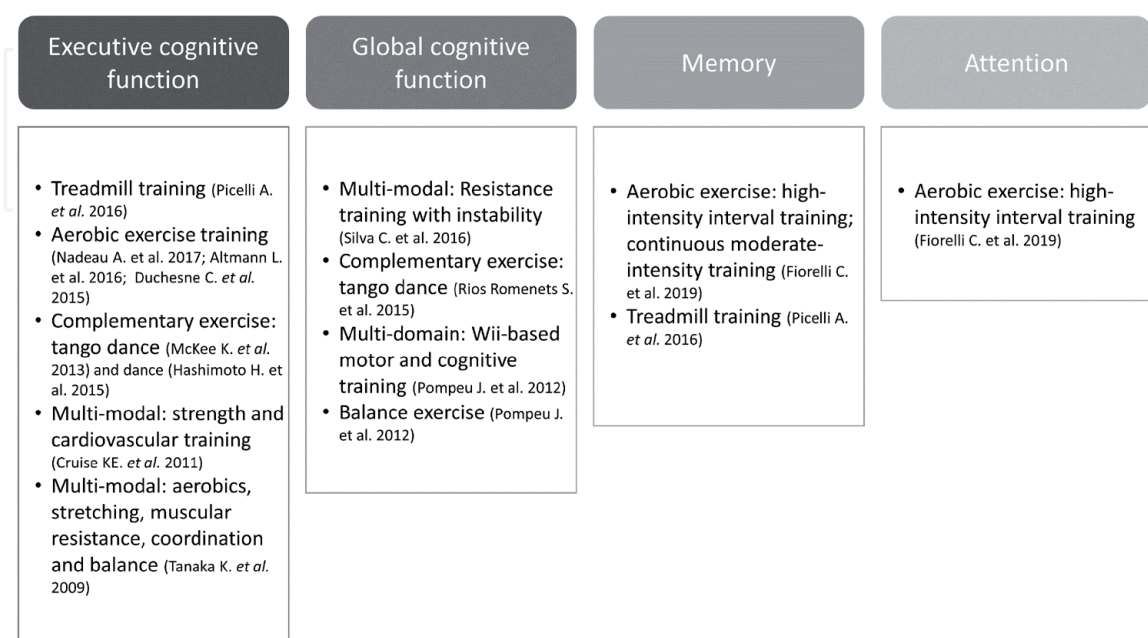 Executive cognitive
function
• Treadmill training (Picelli A.
et al. 2016)
• Aerobic exercise training
(Nadeau A. et al. 2017; Altmann L.
et al. 2016; Duchesne C. et al.
2015)
• Complementary exercise:
tango dance (McKee K. et al.
2013) and dance (Hashimoto H. et
al. 2015)
• Multi-modal: strength and
cardiovascular training
(Cruise KE. et al. 2011)
• Multi-modal: aerobics,
stretching, muscular
resistance, coordination
and balance (Tanaka K. et al.
2009)
Global cognitive
function
• Multi-modal: Resistance
training with instability
(Silva C. et al. 2016)
• Complementary exercise:
tango dance (Rios Romenets S.
et al. 2015)
• Multi-domain: Wii-based
motor and cognitive
training (Pompeu J. et al. 2012)
• Balance exercise (Pompeu J.
et al. 2012)
Memory
• Aerobic exercise: high-
intensity interval training;
continuous moderate-
intensity training (Fiorelli C.
et al. 2019)
• Treadmill training (Picelli A.
et al. 2016)
Attention
• Aerobic exercise: high-
intensity interval training
(Fiorelli C. et al. 2019)